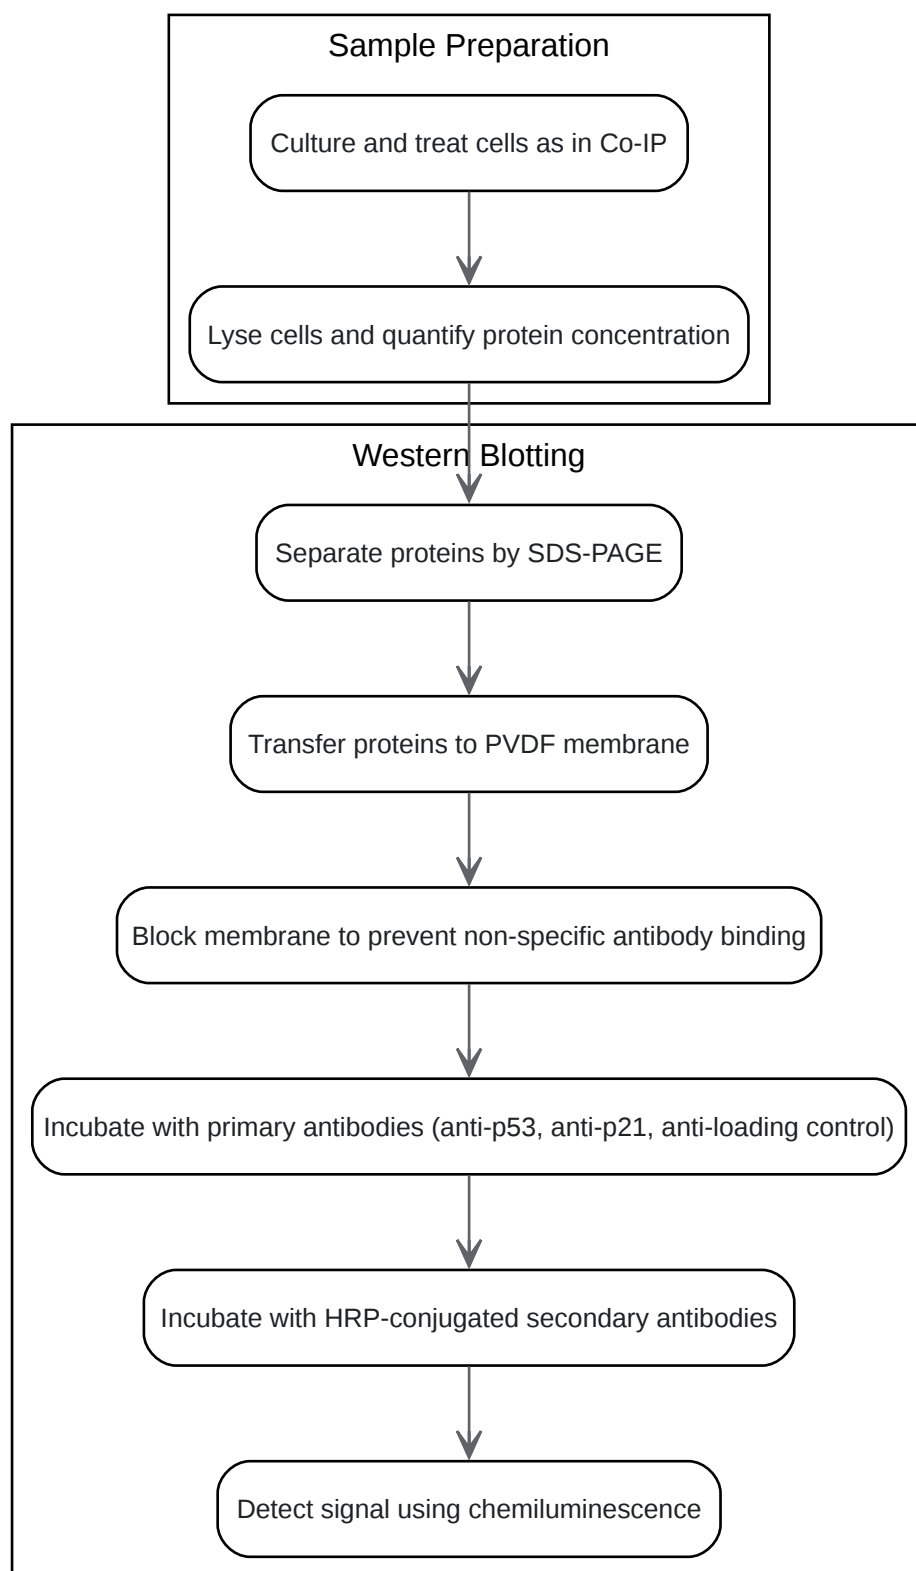 Sample Preparation
Culture and treat cells as in Co-IP
Lyse cells and quantify protein concentration
Western Blotting
Separate proteins by SDS-PAGE
Transfer proteins to PVDF membrane
Block membrane to prevent non-specific antibody binding
Incubate with primary antibodies (anti-p53, anti-p21, anti-loading control)
Incubate with HRP-conjugated secondary antibodies
Detect signal using chemiluminescence